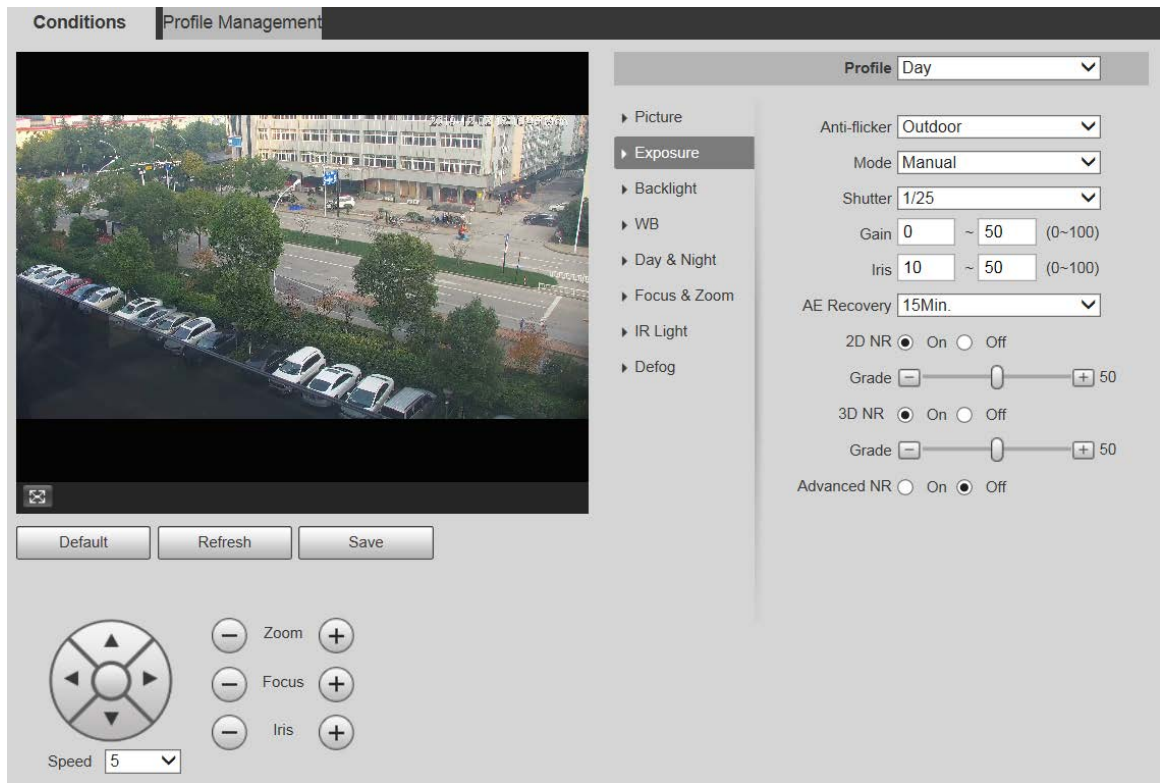 Conditions
Profile Management
Profile Day
Picture
Exposure
Backlight
WB
Day & Night
Focus & Zoom
IR Light
Defog
Anti-flicker Outdoor
Mode Manual
Shutter 1/25
Gain 0 ~ 50 (0~100)
Iris 10 ~ 50 (0~100)
AE Recovery 15Min.
2D NR On Off
Grade 50
3D NR On Off
Grade 50
Advanced NR On Off
Default Refresh Save
Zoom
Focus
Iris
Speed 5